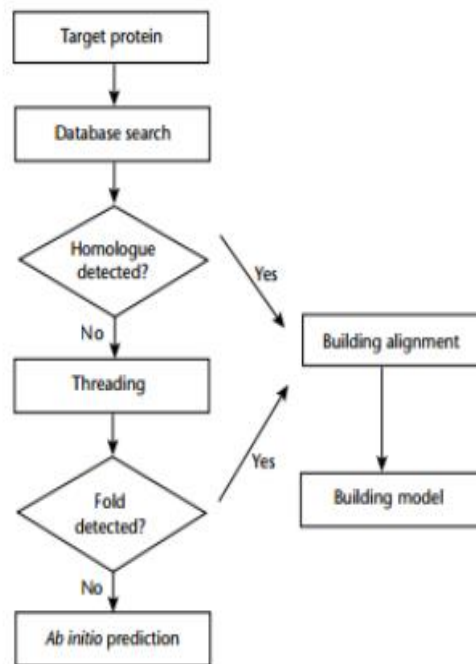 Target protein
Database search
Homologue
detected?
Yes
No
Building alignment
Threading
Yes
Fold
detected?
Building model
No
Ab initio prediction